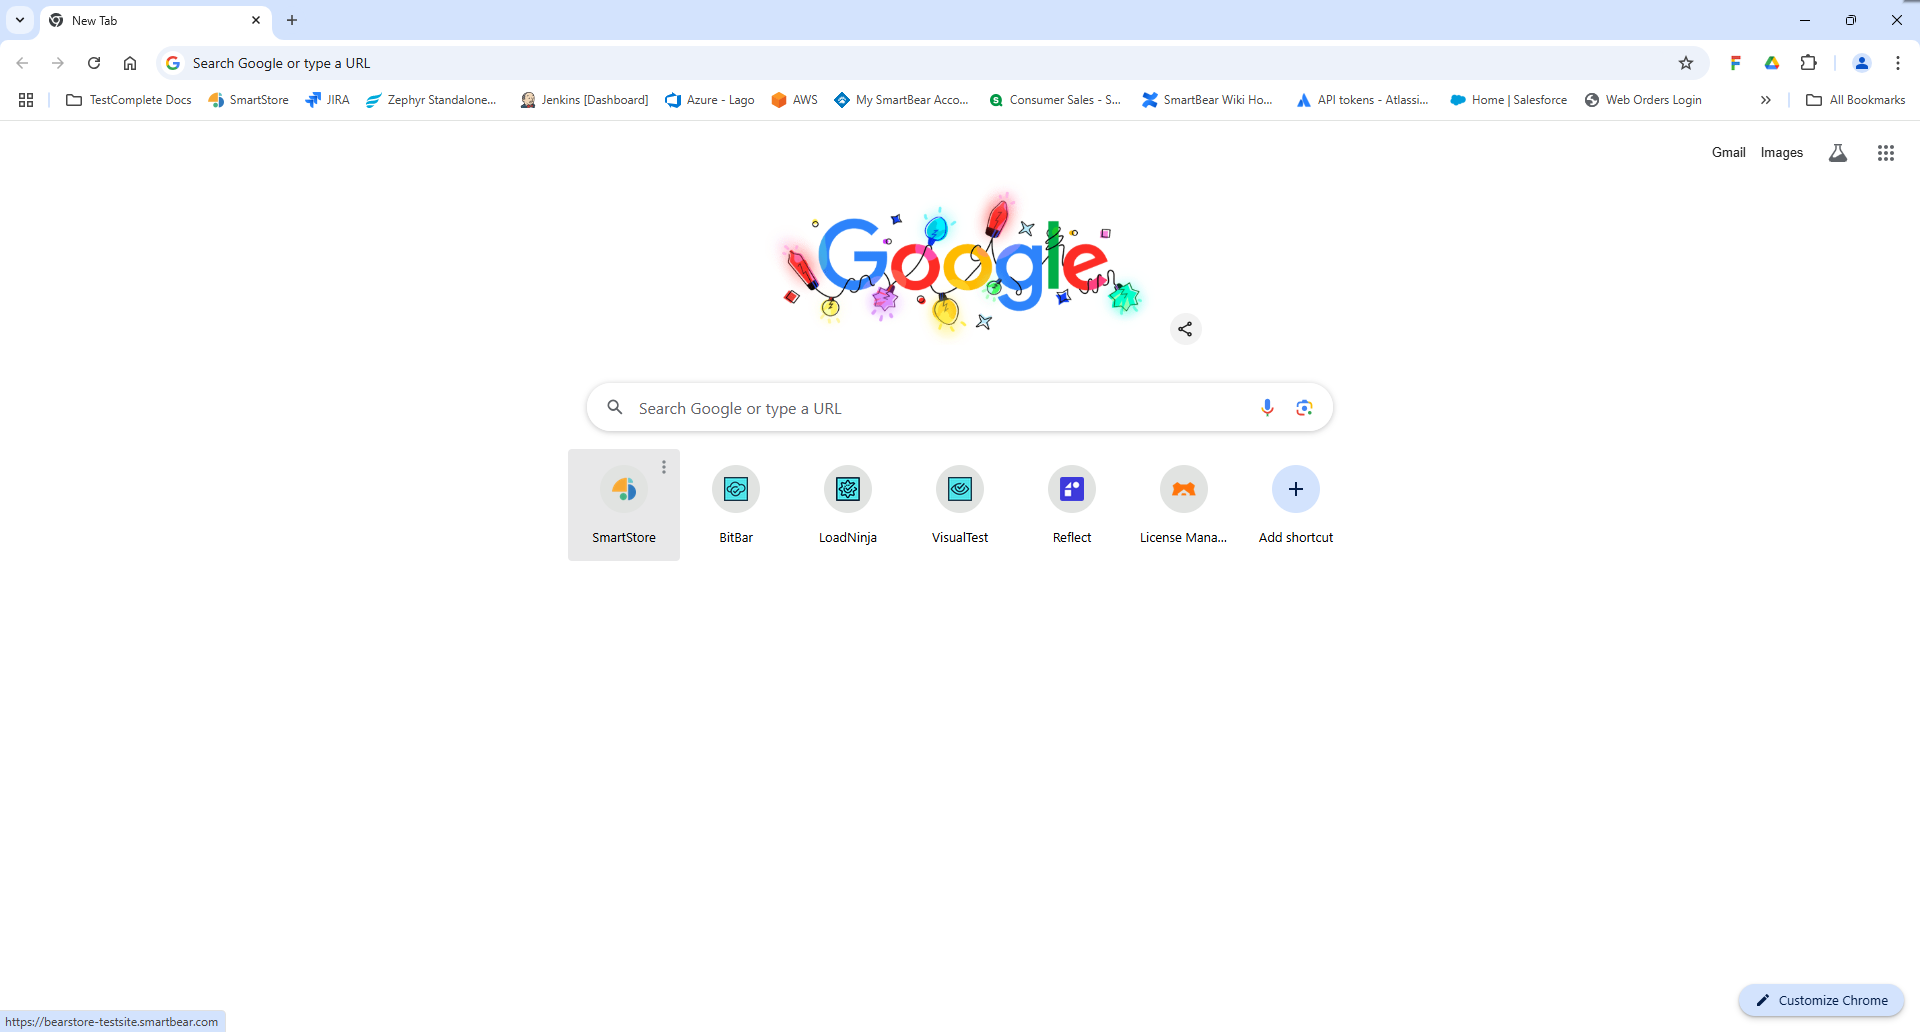 New Tab
Search Google or type a URL
TestComplete Docs SmartStore JIRA Zephyr Standalone... Jenkins [Dashboard] Azure - Lago AWS My SmartBear Acco... Consumer Sales - S... SmartBear Wiki Ho... API tokens - Atlassi... Home | Salesforce Web Orders Login All Bookmarks
Gmail Images
Google
Search Google or type a URL
SmartStore BitBar LoadNinja VisualTest Reflect License Mana... Add shortcut
Customize Chrome
https://bearstore-testsite.smartbear.com